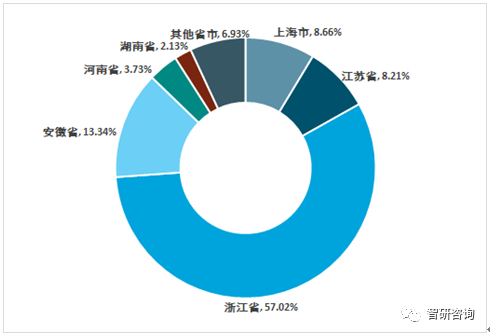 其他省市, 6.93%
上海市, 8.66%
湖南省, 2.13%
河南省, 3.73%
江苏省, 8.21%
安徽省, 13.34%
浙江省, 57.02%
智研咨询